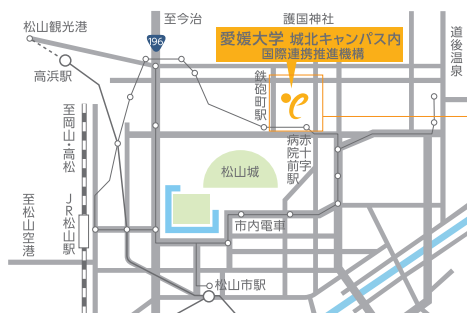 松山観光港
至今治
護国神社
196
愛媛大学 城北キャンパス内
国際連携推進機構
道後温泉
高浜駅
鉄砲町駅
至岡山・高松
赤十字
病院前駅
松山城
JR松山駅
至松山空港
市内電車
松山市駅